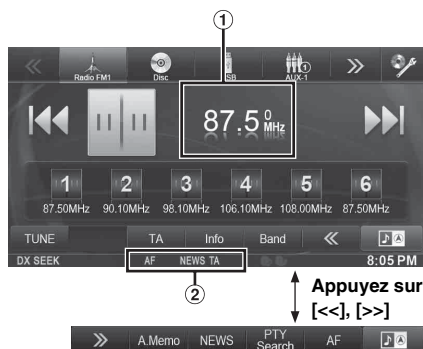 ①
Radio FM1 Disc SB AUX-1
87.5 0 MHz
1 2 3 4 5 6
87.50MHz 90.10MHz 98.10MHz 106.10MHz 108.00MHz 87.50MHz
TUNE TA Info Band <<
DX SEEK AF NEWS TA 8:05 PM
②
Appuyez sur
[<<], [>>]
>> A.Memo NEWS PTY Search AF